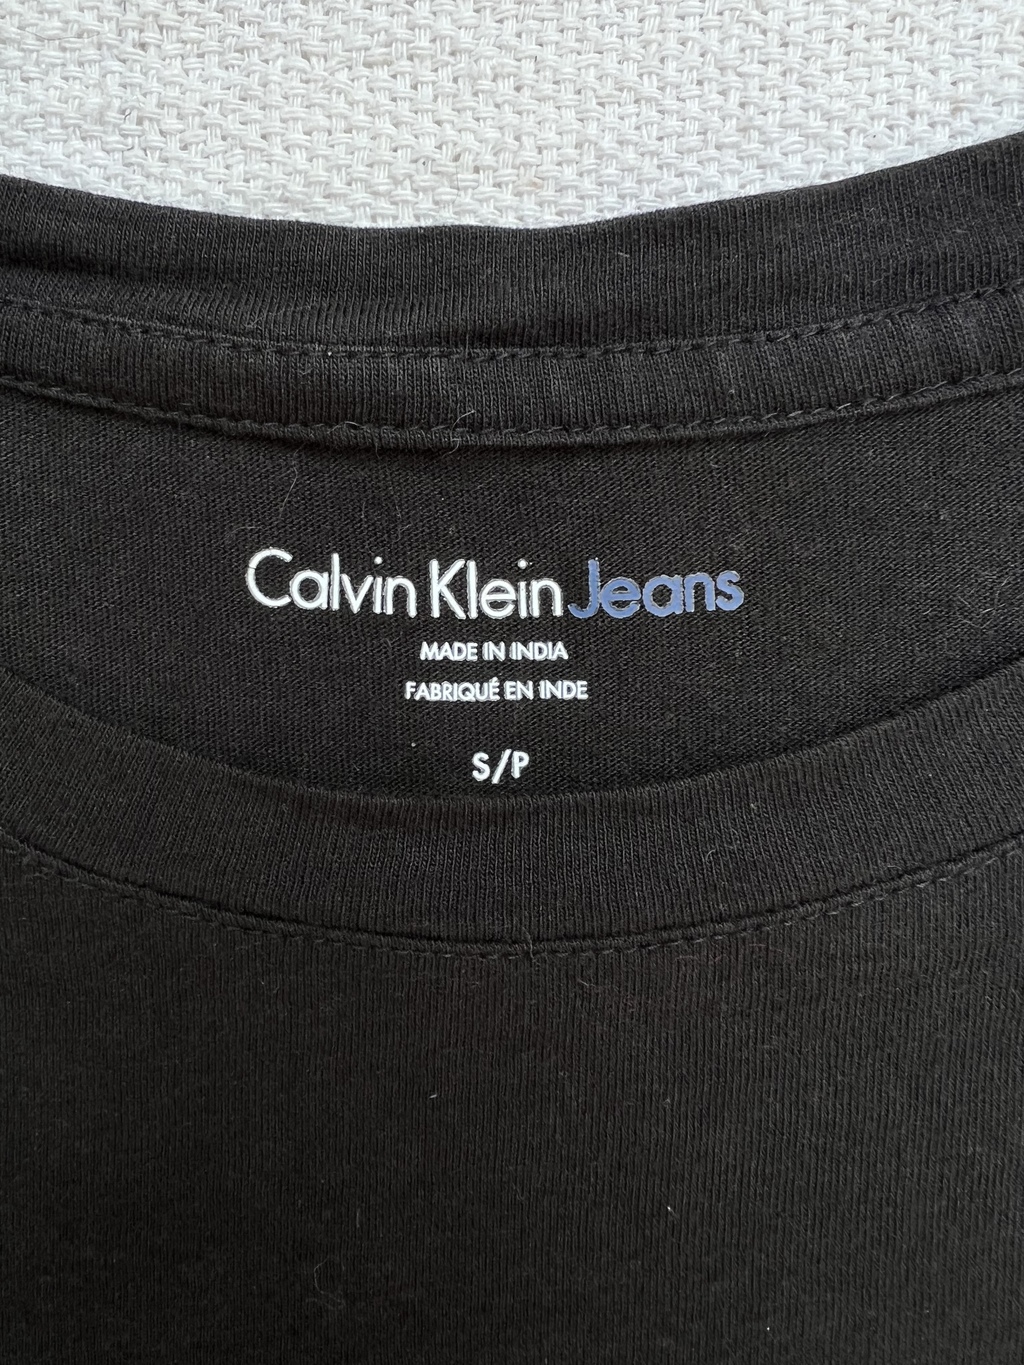 Calvin Klein Jeans
MADE IN INDIA
FABRIQUÉ EN INDE
S/P